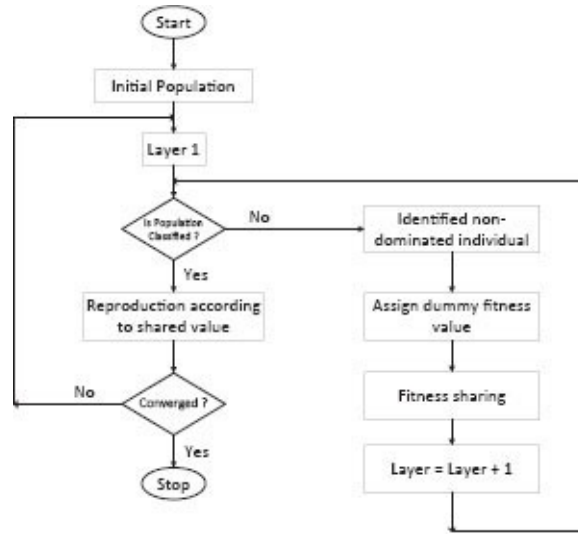 Start
Initial Population
Layer 1
Is Population
Classified ?
No
Identified non-
dominated individual
Yes
Reproduction according
to shared value
Assign dummy fitness
value
No
Converged ?
Fitness sharing
Yes
Layer = Layer + 1
Stop